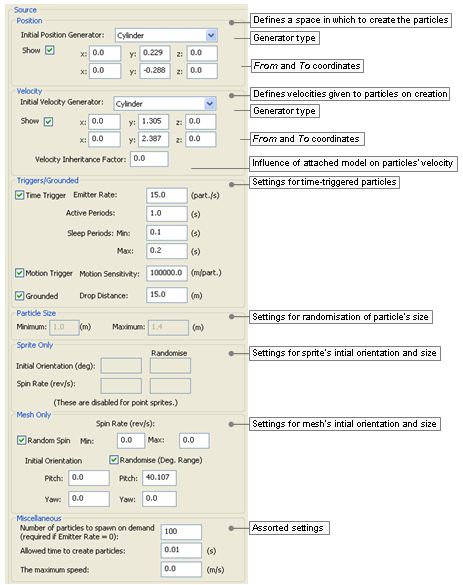 Source
Position
Defines a space in which to create the particles
Initial Position Generator: Cylinder
Generator type
Show x: 0.0 y: 0.229 z: 0.0
x: 0.0 y: -0.288 z: 0.0
From and To coordinates
Velocity
Defines velocities given to particles on creation
Initial Velocity Generator: Cylinder
Generator type
Show x: 0.0 y: 1.305 z: 0.0
x: 0.0 y: 2.387 z: 0.0
From and To coordinates
Velocity Inheritance Factor: 0.0
Influence of attached model on particles' velocity
Triggers/Grounded
Settings for time-triggered particles
Time Trigger Emitter Rate: 15.0 (part./s)
Active Periods: 1.0 (s)
Sleep Periods: Min: 0.1 (s)
Max: 0.2 (s)
Motion Trigger Motion Sensitivity: 100000.0 (m/part.)
Grounded Drop Distance: 15.0 (m)
Particle Size
Settings for randomisation of particle's size
Minimum: 1.0 (m) Maximum: 1.4 (m)
Sprite Only
Settings for sprite's intial orientation and size
Randomise
Initial Orientation (deg):
Spin Rate (rev/s):
(These are disabled for point sprites.)
Mesh Only
Settings for mesh's intial orientation and size
Spin Rate (rev/s):
Random Spin Min: 0.0 Max: 0.0
Initial Orientation Randomise (Deg. Range)
Pitch: 0.0 Pitch: 40.107
Yaw: 0.0 Yaw: 0.0
Miscellaneous
Assorted settings
Number of particles to spawn on demand
(required if Emitter Rate = 0): 100
Allowed time to create particles: 0.01 (s)
The maximum speed: 0.0 (m/s)